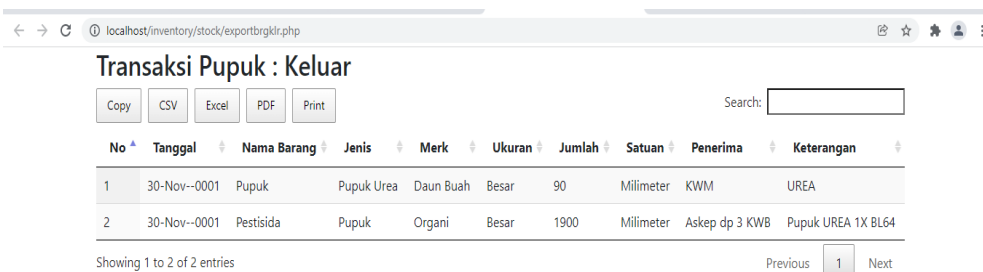 localhost/inventory/stock/exportbrgklr.php
Transaksi Pupuk : Keluar
Copy CSV Excel PDF Print Search:
No Tanggal Nama Barang Jenis Merk Ukuran Jumlah Satuan Penerima Keterangan
1 30-Nov--0001 Pupuk Pupuk Urea Daun Buah Besar 90 Milimeter KWM UREA
2 30-Nov--0001 Pestisida Pupuk Organi Besar 1900 Milimeter Askep dp 3 KWB Pupuk UREA 1X BL64
Showing 1 to 2 of 2 entries Previous 1 Next